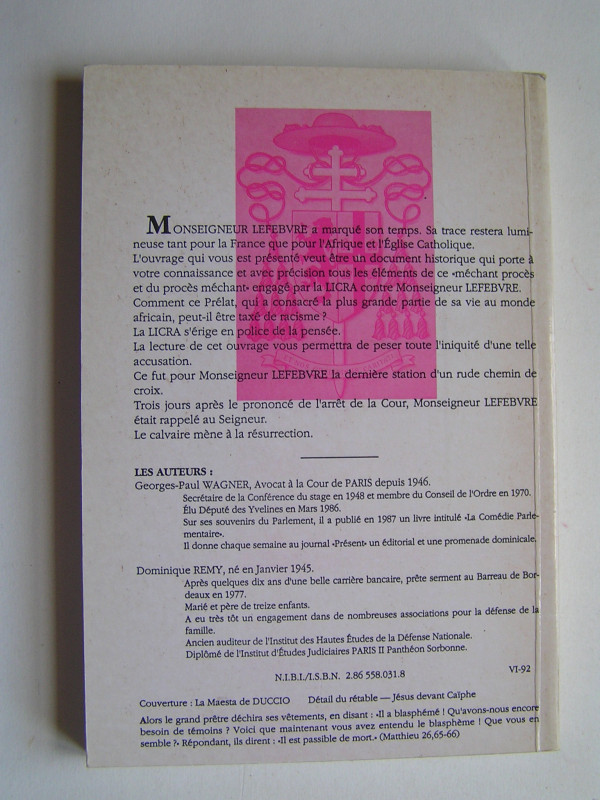 MONSEIGNEUR LEFEBVRE a marqué son temps. Sa trace restera lumi-
neuse tant pour la France que pour l'Afrique et l'Église Catholique.
L'ouvrage qui vous est présenté veut être un document historique qui porte à
votre connaissance et avec précision tous les éléments de ce «méchant procès
et du procès méchant» engagé par la LICRA contre Monseigneur LEFEBVRE.
Comment ce Prélat, qui a consacré la plus grande partie de sa vie au monde
africain, peut-il être taxé de racisme ?
La LICRA s'érige en police de la pensée.
La lecture de cet ouvrage vous permettra de peser toute l'iniquité d'une telle
accusation.
Ce fut pour Monseigneur LEFEBVRE la dernière station d'un rude chemin de
croix.
Trois jours après le prononcé de l'arrêt de la Cour, Monseigneur LEFEBVRE
était rappelé au Seigneur.
Le calvaire mène à la résurrection.
LES AUTEURS :
Georges-Paul WAGNER, Avocat à la Cour de PARIS depuis 1946.
Secrétaire de la Conférence du stage en 1948 et membre du Conseil de l'Ordre en 1970.
Élu Député des Yvelines en Mars 1986.
Sur ses souvenirs du Parlement, il a publié en 1987 un livre intitulé «La Comédie Parle-
mentaire».
Il donne chaque semaine au journal «Présent» un éditorial et une promenade dominicale.
Dominique REMY, né en Janvier 1945.
Après quelques dix ans d'une belle carrière bancaire, prête serment au Barreau de Bor-
deaux en 1977.
Marié et père de treize enfants.
A eu très tôt un engagement dans de nombreuses associations pour la défense de la
famille.
Ancien auditeur de l'Institut des Hautes Études de la Défense Nationale.
Diplômé de l'Institut d'Études Judiciaires PARIS II Panthéon Sorbonne.
N.I.B.I./I.S.B.N. 2.86 558.031.8
VI-92
Couverture : La Maesta de DUCCIO Détail du rétable — Jésus devant Caïphe
Alors le grand prêtre déchira ses vêtements, en disant : «Il a blasphémé ! Qu'avons-nous encore
besoin de témoins ? Voici que maintenant vous avez entendu le blasphème ! Que vous en
semble ?» Répondant, ils dirent : «Il est passible de mort.» (Matthieu 26,65-66)